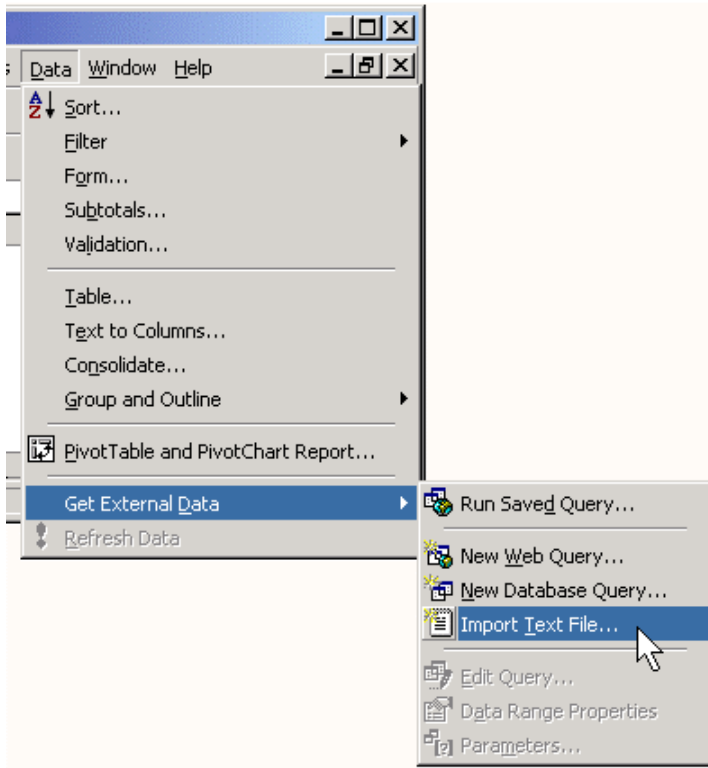 Data Window Help
Sort...
Filter
Form...
Subtotals...
Validation...
Table...
Text to Columns...
Consolidate...
Group and Outline
PivotTable and PivotChart Report...
Get External Data
Refresh Data
Run Saved Query...
New Web Query...
New Database Query...
Import Text File...
Edit Query...
Data Range Properties
Parameters...